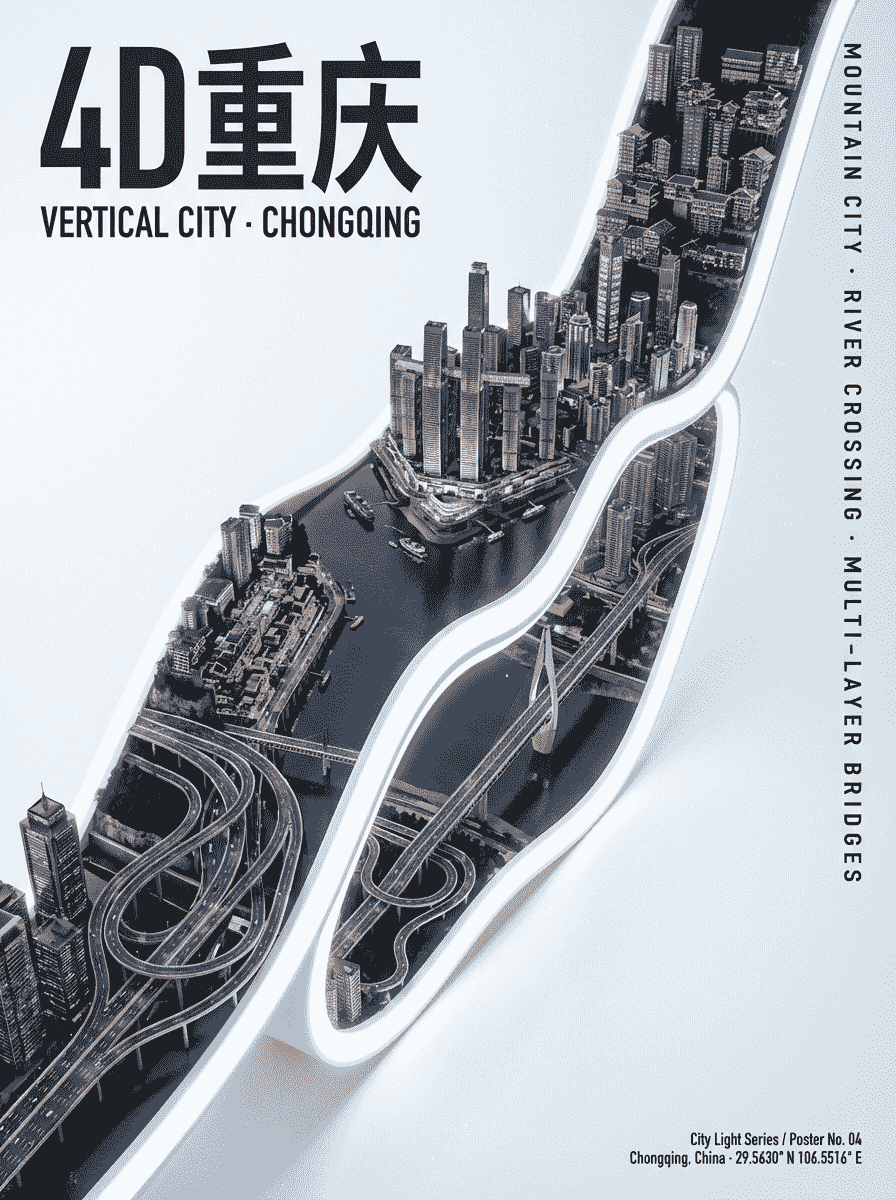 4D重庆
VERTICAL CITY · CHONGQING
MOUNTAIN CITY · RIVER CROSSING · MULTI-LAYER BRIDGES
City Light Series / Poster No. 04
Chongqing, China · 29.5630° N 106.5516° E